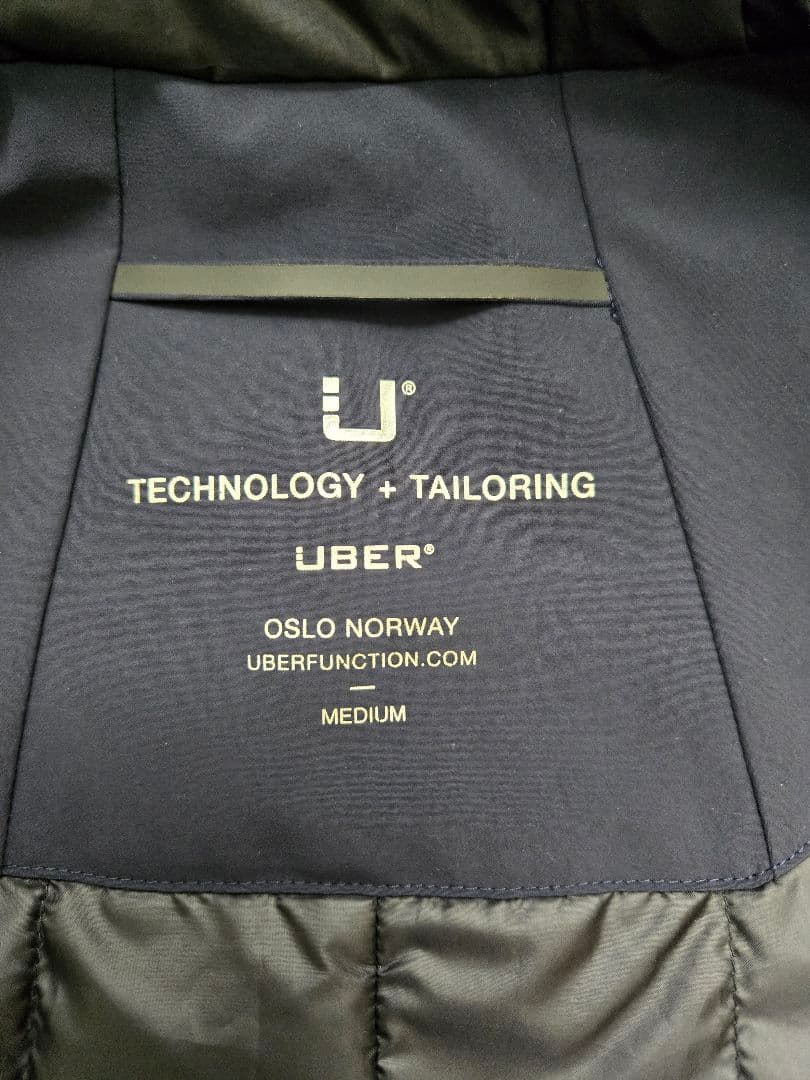 U®
TECHNOLOGY + TAILORING
UBER®
OSLO NORWAY
UBERFUNCTION.COM
—
MEDIUM